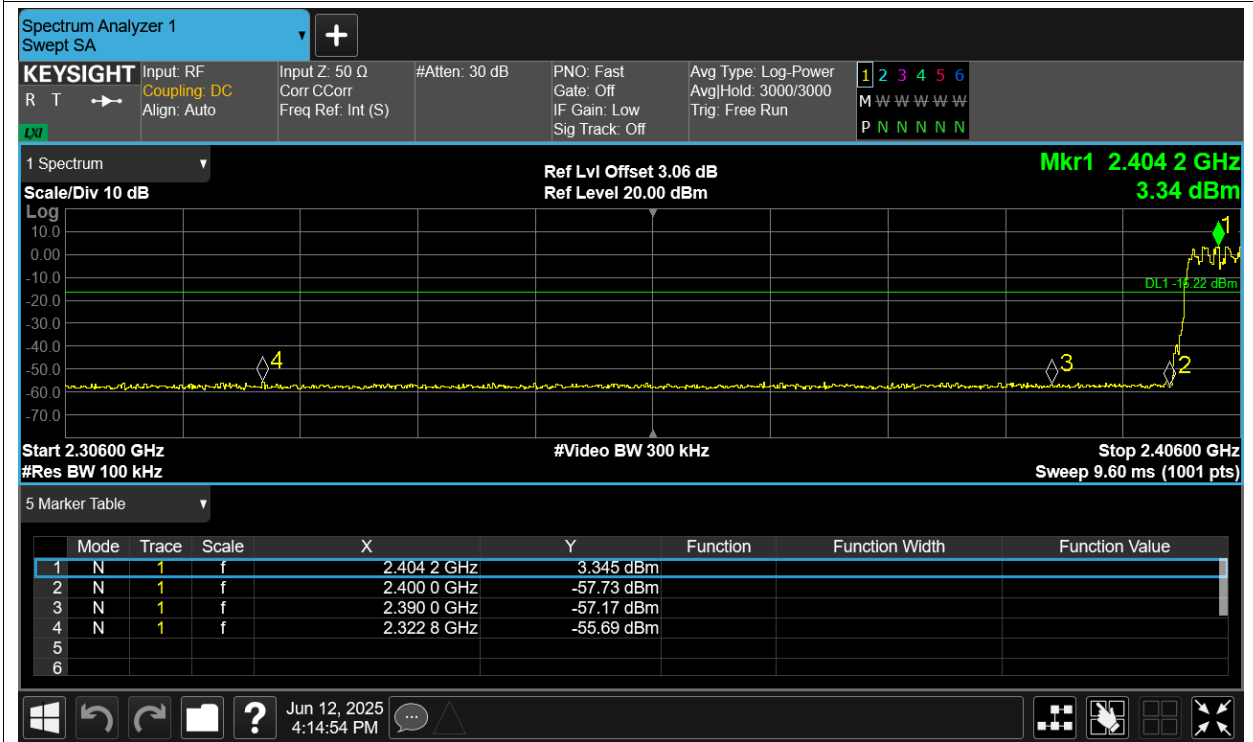 Spectrum Analyzer 1
Swept SA
+
KEYSIGHT
R T
LXI
Input: RF
Coupling: DC
Align: Auto
Input Z: 50 Ω
Corr CCorr
Freq Ref: Int (S)
#Atten: 30 dB
PNO: Fast
Gate: Off
IF Gain: Low
Sig Track: Off
Avg Type: Log-Power
Avg|Hold: 3000/3000
Trig: Free Run
1 2 3 4 5 6
M W W W W W
P N N N N N
1 Spectrum
Scale/Div 10 dB
Ref Lvl Offset 3.06 dB
Ref Level 20.00 dBm
Mkr1 2.404 2 GHz
3.34 dBm
Log
10.0
0.00
-10.0
-20.0
-30.0
-40.0
-50.0
-60.0
-70.0
1
DL1 -16.22 dBm
4
3
2
Start 2.30600 GHz
#Video BW 300 kHz
Stop 2.40600 GHz
#Res BW 100 kHz
Sweep 9.60 ms (1001 pts)
5 Marker Table
Mode Trace Scale X Y Function Function Width Function Value
1 N 1 f 2.404 2 GHz 3.345 dBm
2 N 1 f 2.400 0 GHz -57.73 dBm
3 N 1 f 2.390 0 GHz -57.17 dBm
4 N 1 f 2.322 8 GHz -55.69 dBm
5
6
?
Jun 12, 2025
4:14:54 PM